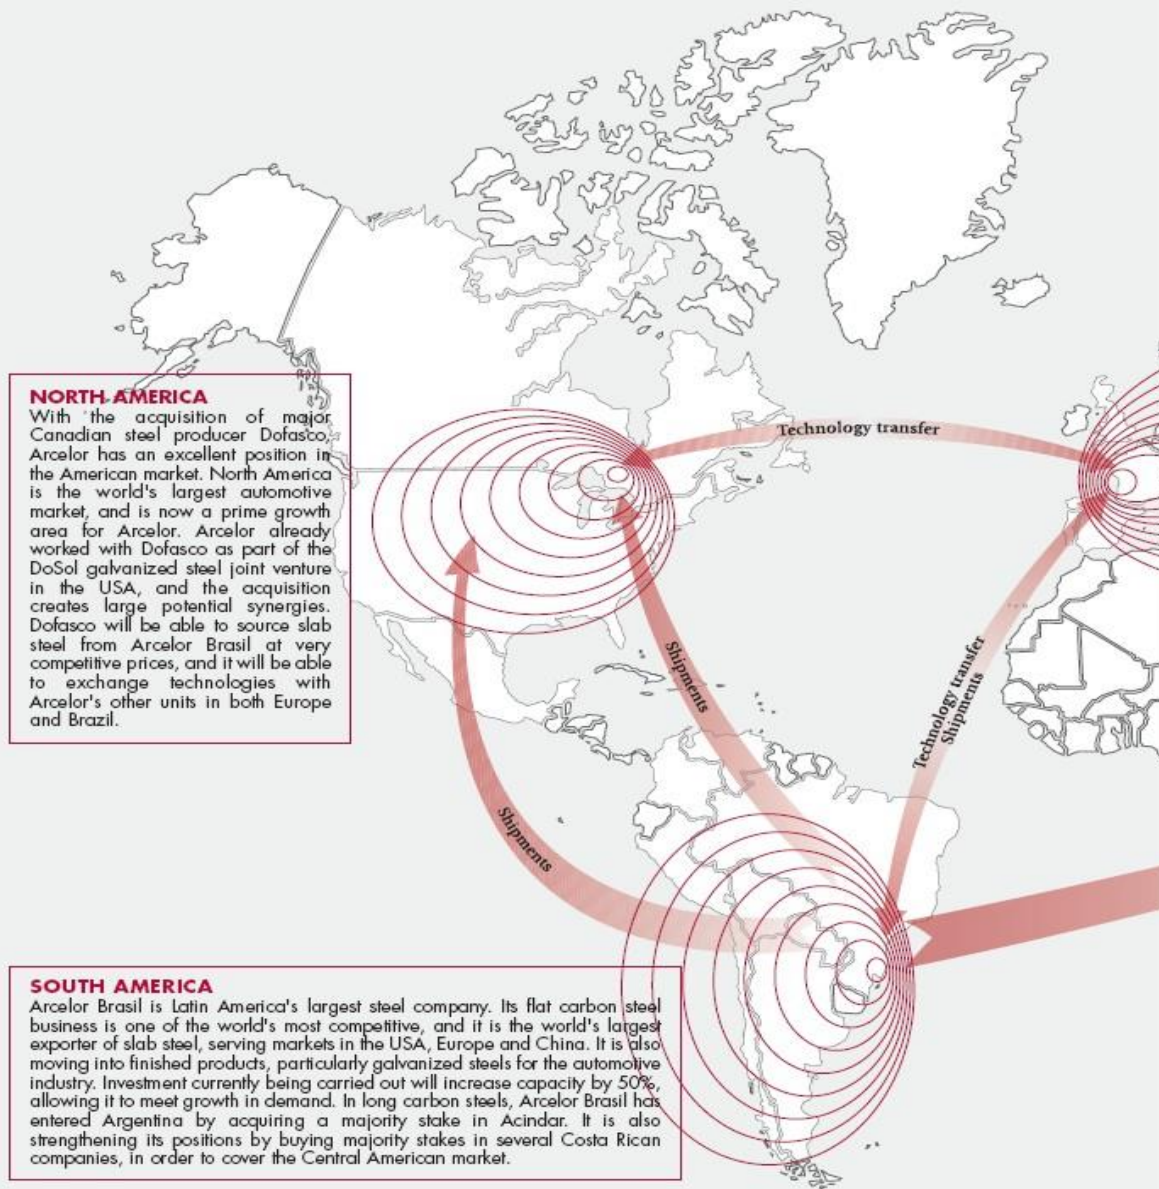 Technology transfer
NORTH AMERICA
With the acquisition of major
Canadian steel producer Dofasco,
Arcelor has an excellent position in
the American market. North America
is the world's largest automotive
market, and is now a prime growth
area for Arcelor. Arcelor already
worked with Dofasco as part of the
DoSol galvanized steel joint venture
in the USA, and the acquisition
creates large potential synergies.
Dofasco will be able to source slab
steel from Arcelor Brasil at very
competitive prices, and it will be able
to exchange technologies with
Arcelor's other units in both Europe
and Brazil.
Shipments
Technology transfer
Shipments
Shipments
SOUTH AMERICA
Arcelor Brasil is Latin America's largest steel company. Its flat carbon steel
business is one of the world's most competitive, and it is the world's largest
exporter of slab steel, serving markets in the USA, Europe and China. It is also
moving into finished products, particularly galvanized steels for the automotive
industry. Investment currently being carried out will increase capacity by 50%,
allowing it to meet growth in demand. In long carbon steels, Arcelor Brasil has
entered Argentina by acquiring a majority stake in Acindar. It is also
strengthening its positions by buying majority stakes in several Costa Rican
companies, in order to cover the Central American market.